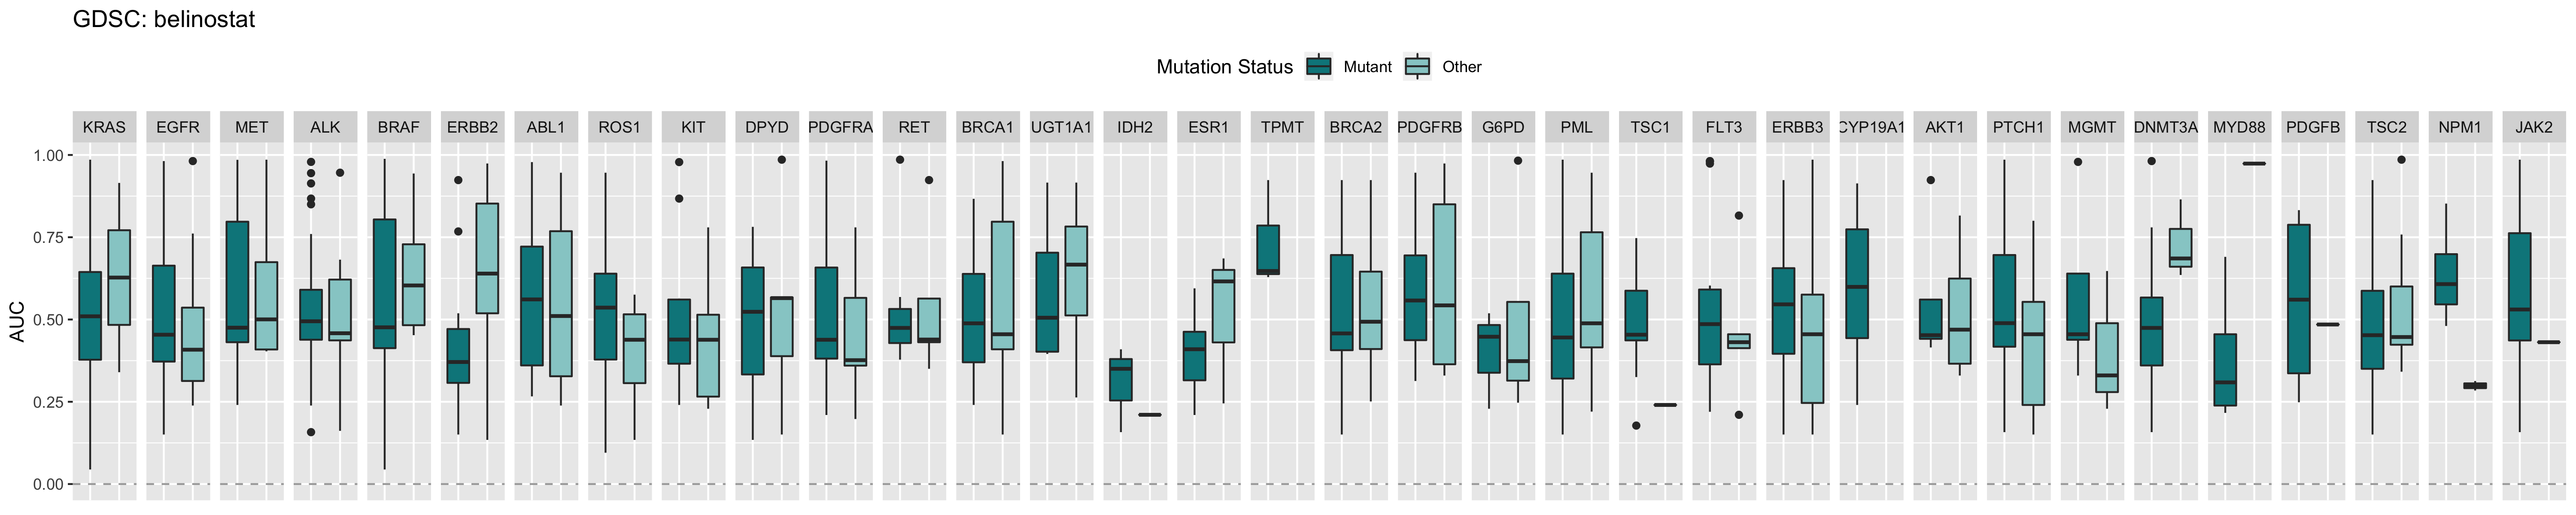 GDSC: belinostat
Mutation Status Mutant Other
KRAS EGFR MET ALK BRAF ERBB2 ABL1 ROS1 KIT DPYD PDGFRA RET BRCA1 UGT1A1 IDH2 ESR1 TPMT BRCA2 PDGFRB G6PD PML TSC1 FLT3 ERBB3 CYP19A1 AKT1 PTCH1 MGMT DNMT3A MYD88 PDGFB TSC2 NPM1 JAK2
1.00
0.75
0.50
0.25
0.00
AUC